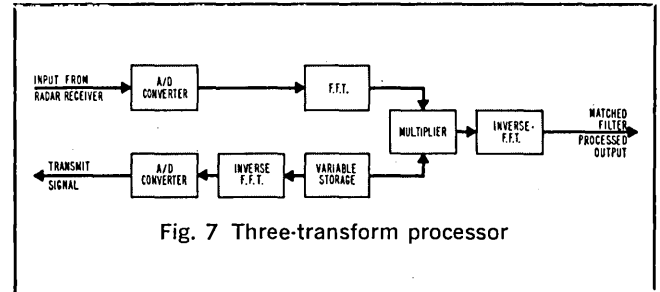 INPUT FROM
RADAR RECEIVER
A/D
CONVERTER
F.F.T.
MULTIPLIER
INVERSE-
F.F.T.
MATCHED
FILTER
PROCESSED
OUTPUT
TRANSMIT
SIGNAL
A/D
CONVERTER
INVERSE
F.F.T.
VARIABLE
STORAGE
Fig. 7 Three-transform processor